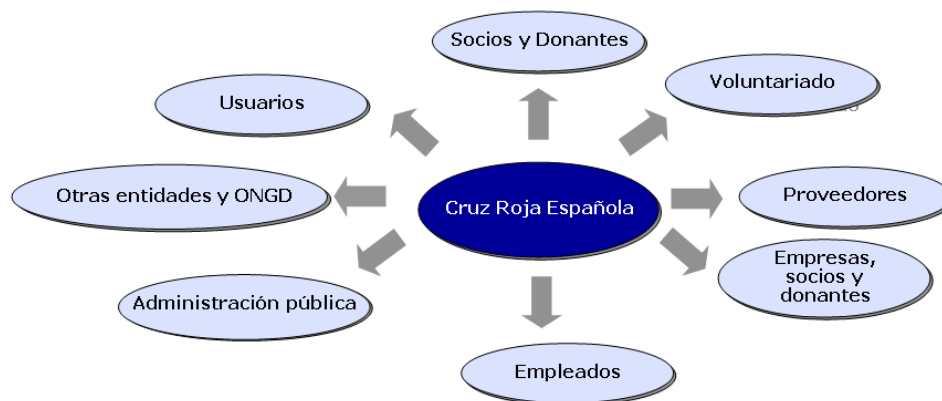 Socios y Donantes
Voluntariado
Usuarios
Otras entidades y ONGD
Cruz Roja Española
Proveedores
Empresas,
socios y
donantes
Administración pública
Empleados